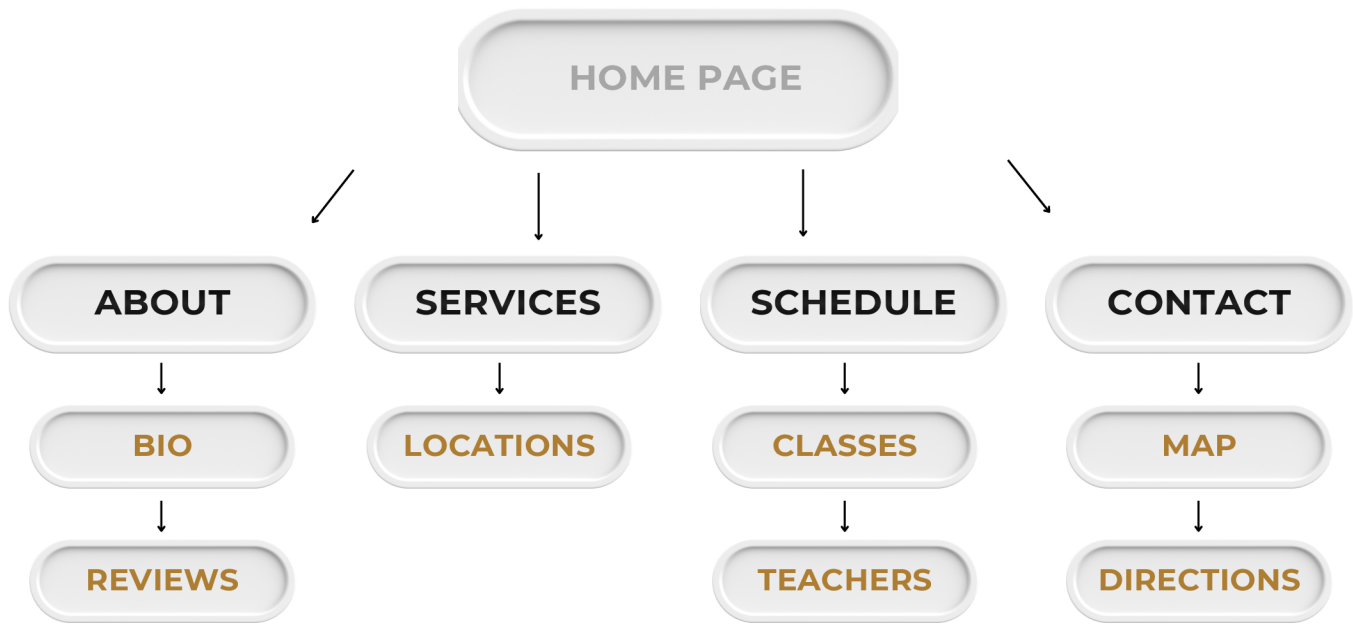 HOME PAGE
ABOUT
SERVICES
SCHEDULE
CONTACT
BIO
LOCATIONS
CLASSES
MAP
REVIEWS
TEACHERS
DIRECTIONS